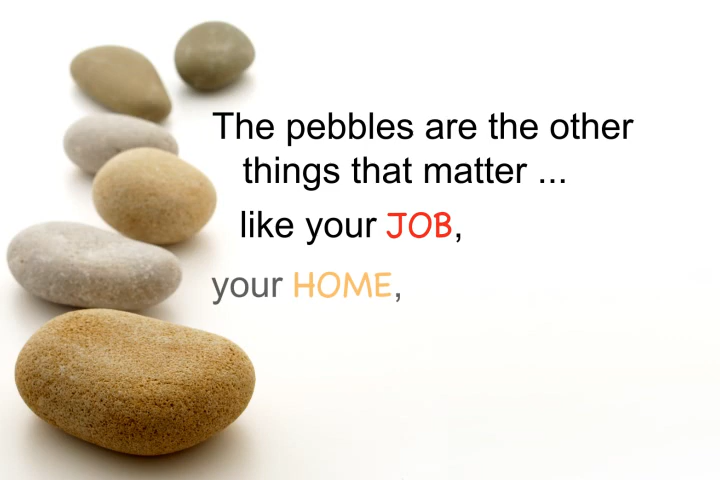 The pebbles are the other
things that matter ...
like your JOB,
your HOME,